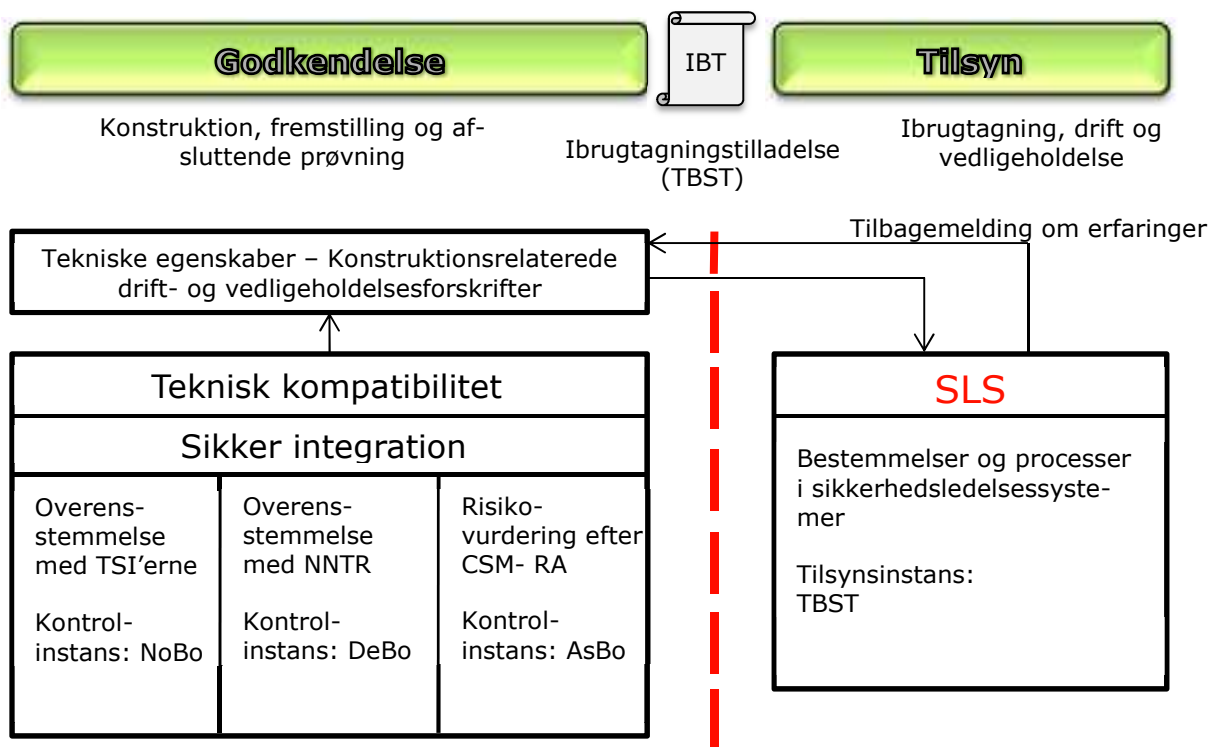 Godkendelse
IBT
Tilsyn
Konstruktion, fremstilling og af-
sluttende prøvning
Ibrugtagningstilladelse
(TBST)
Ibrugtagning, drift og
vedligeholdelse
Tilbagemelding om erfaringer
Tekniske egenskaber – Konstruktionsrelaterede
drift- og vedligeholdelsesforskrifter
Teknisk kompatibilitet
Sikker integration
Overens-
stemmelse
med TSI’erne
Kontrol-
instans: NoBo
Overens-
stemmelse
med NNTR
Kontrol-
instans: DeBo
Risiko-
vurdering efter
CSM- RA
Kontrol-
instans: AsBo
SLS
Bestemmelser og processer
i sikkerhedsledelsessyste-
mer
Tilsynsinstans:
TBST